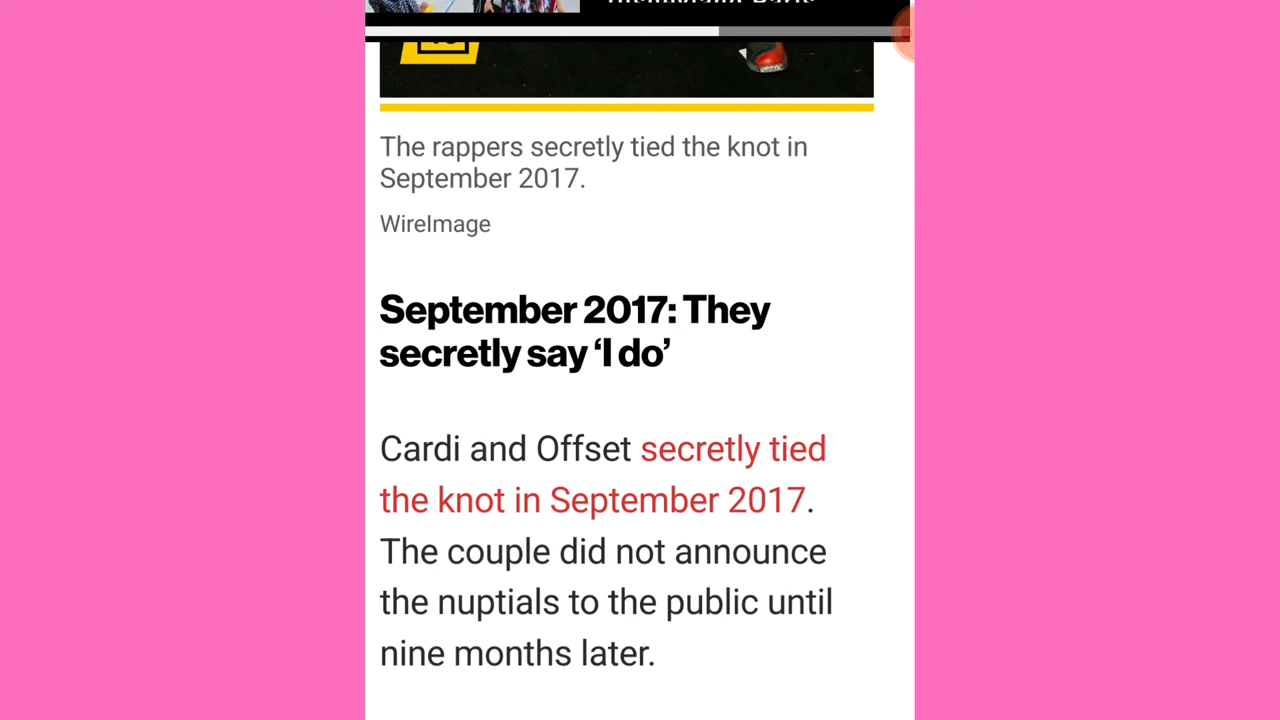 The rappers secretly tied the knot in
September 2017.
WireImage
September 2017: They
secretly say ‘I do’
Cardi and Offset secretly tied
the knot in September 2017.
The couple did not announce
the nuptials to the public until
nine months later.